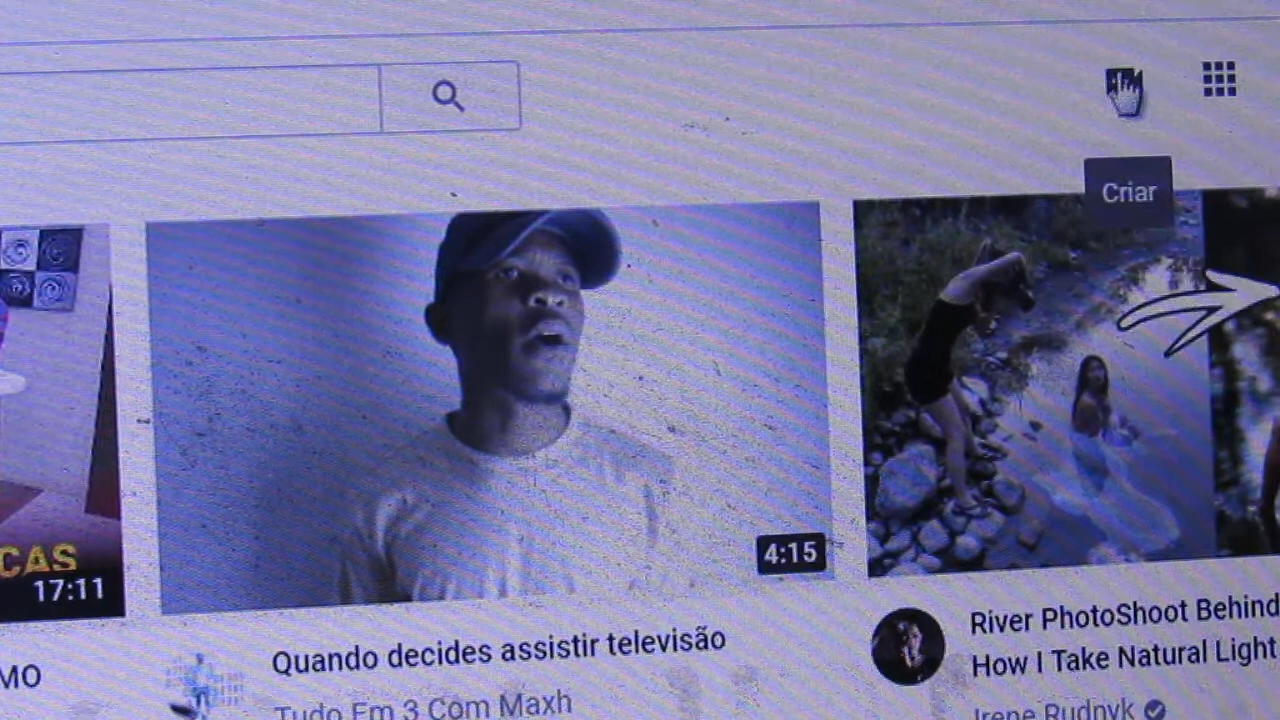 Criar
CAS
17:11
4:15
MO
Quando decides assistir televisão
Tudo Em 3 Com Maxh
River PhotoShoot Behind
How I Take Natural Light
Irene Rudnyk